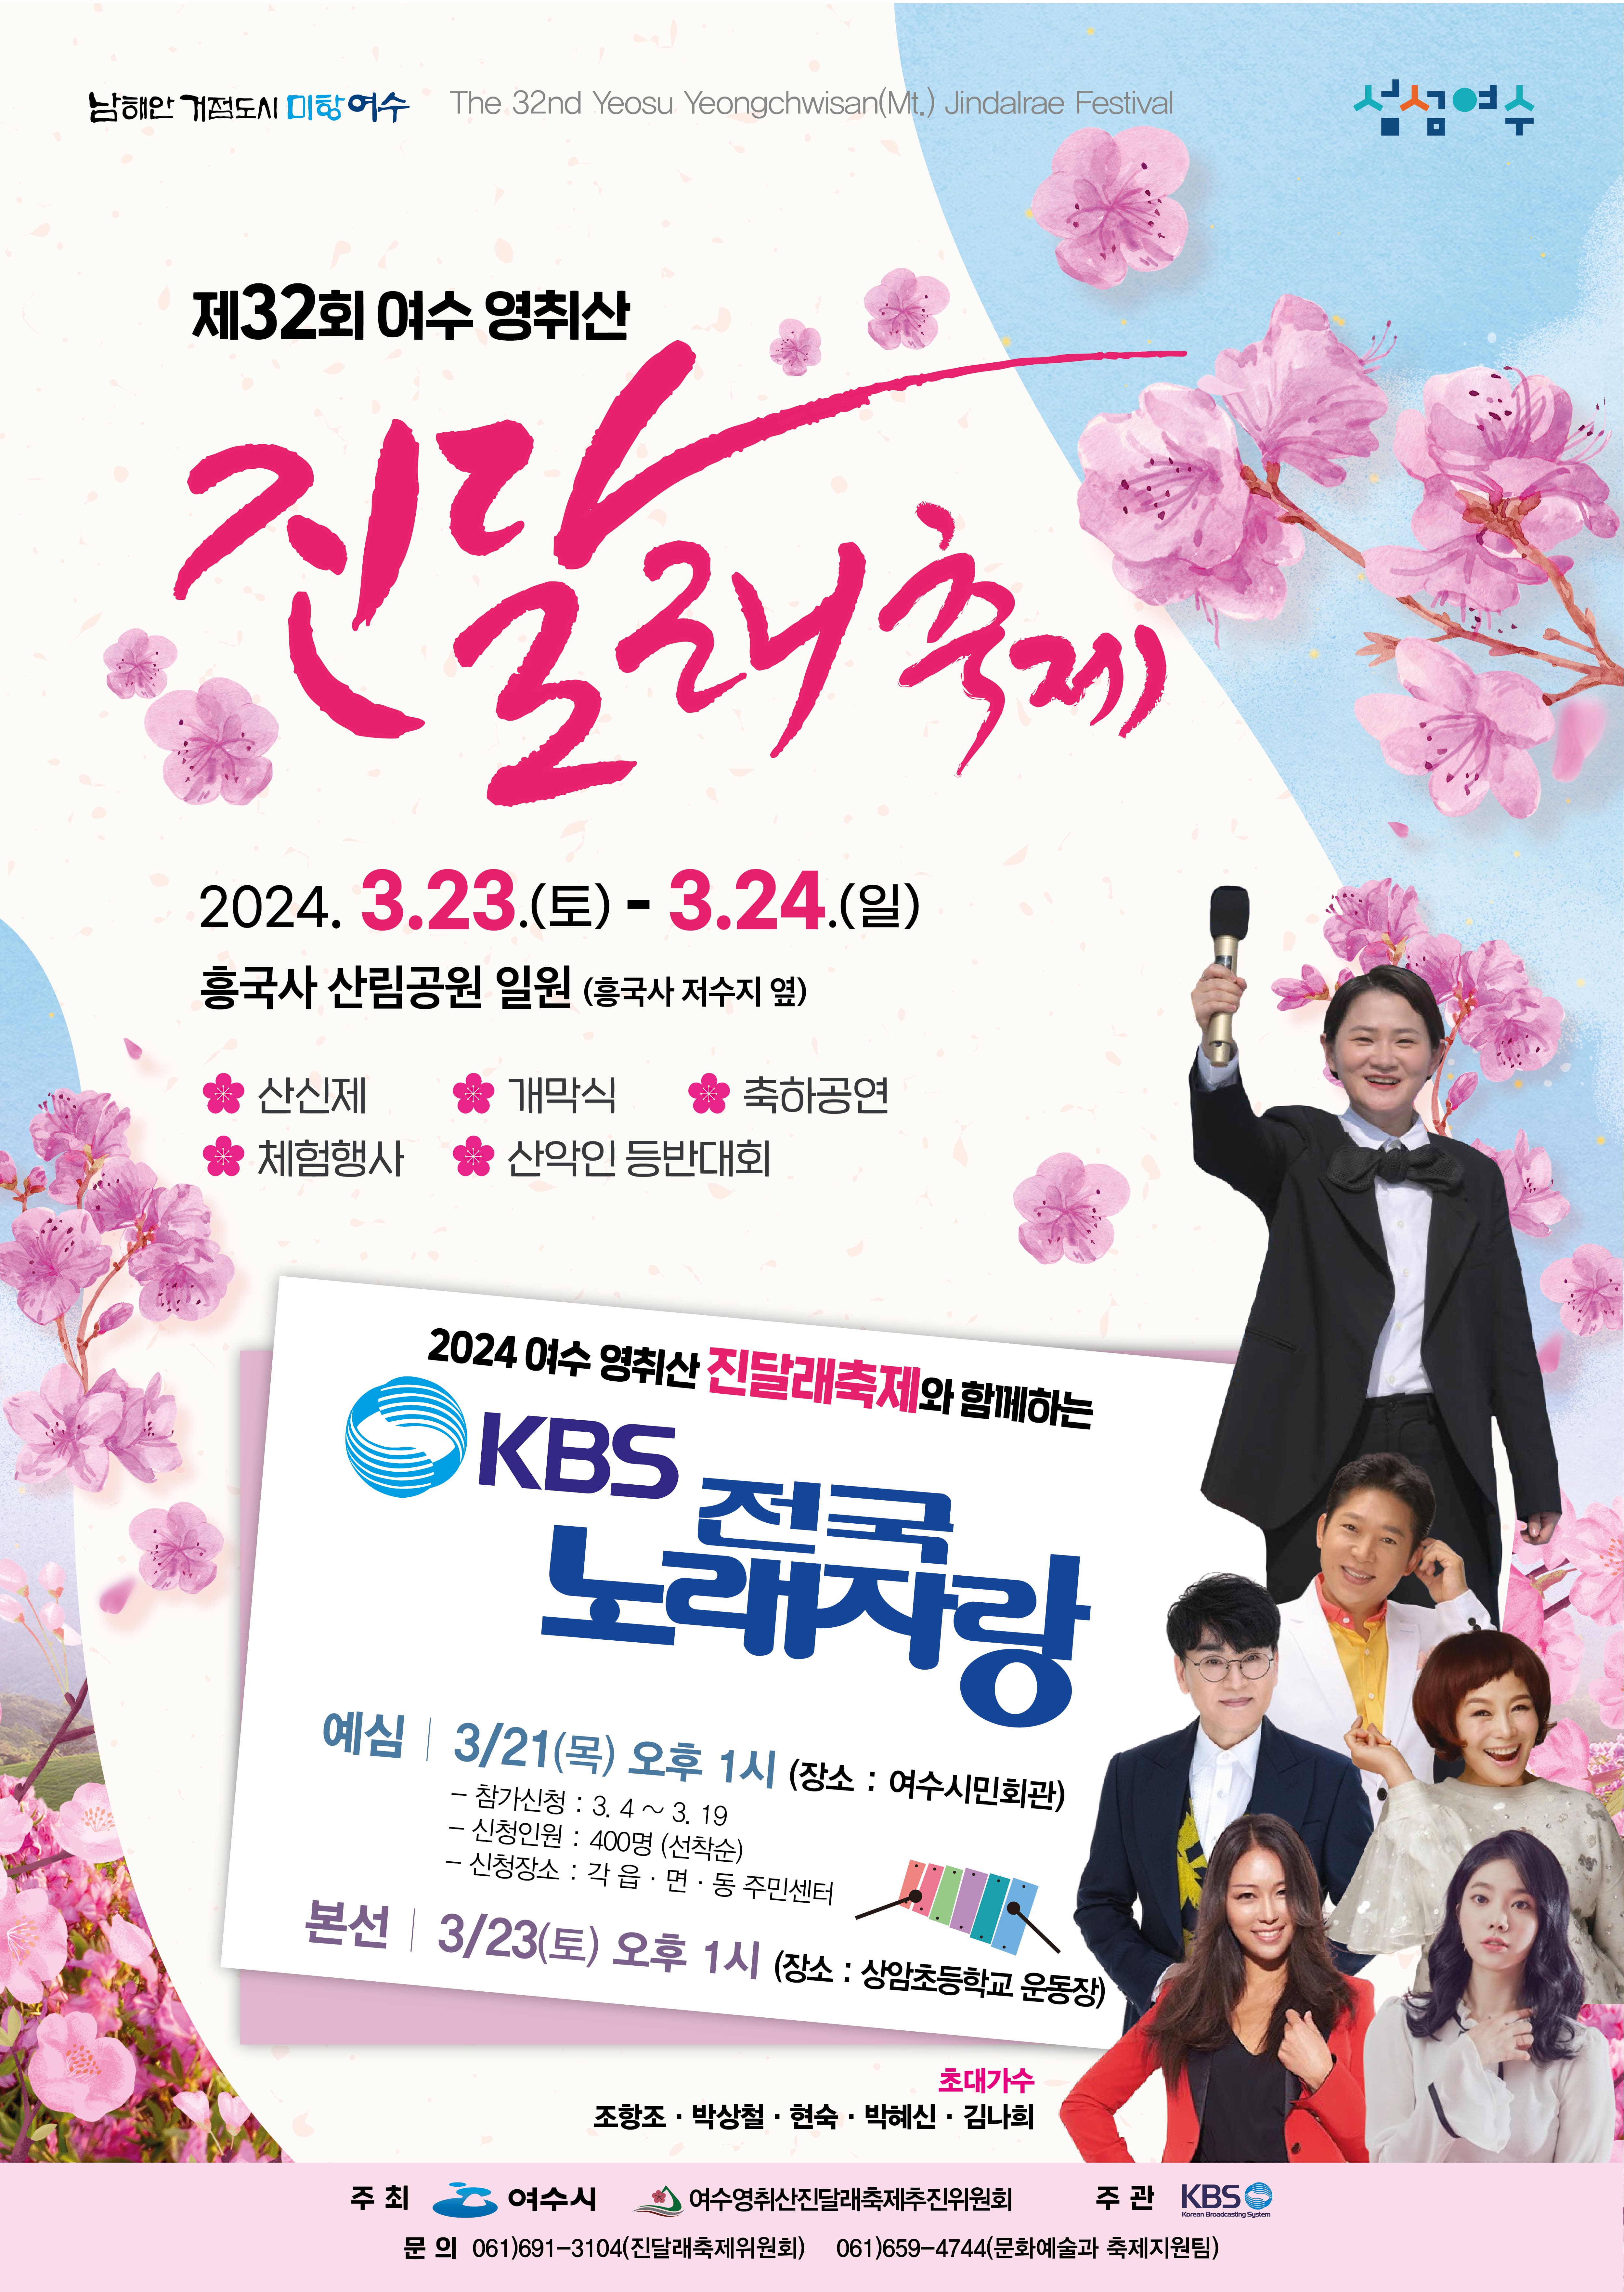 남해안 거점도시 미항여수
The 32nd Yeosu Yeongchwisan(Mt.) Jindalrae Festival
섬섬여수
제32회 여수 영취산
진달래축제
2024. 3.23.(토) - 3.24.(일)
흥국사 산림공원 일원 (흥국사 저수지 옆)
산신제 개막식 축하공연
체험행사 산악인 등반대회
2024 여수 영취산 진달래축제와 함께하는
KBS 전국
노래자랑
예심 | 3/21(목) 오후 1시 (장소 : 여수시민회관)
- 참가신청 : 3. 4 ~ 3. 19
- 신청인원 : 400명 (선착순)
- 신청장소 : 각 읍 · 면 · 동 주민센터
본선 | 3/23(토) 오후 1시 (장소 : 상암초등학교 운동장)
초대가수
조항조 · 박상철 · 현숙 · 박혜신 · 김나희
주 최 여수시 여수영취산진달래축제추진위원회 주 관 KBS
Korean Broadcasting System
문 의 061)691-3104(진달래축제위원회) 061)659-4744(문화예술과 축제지원팀)